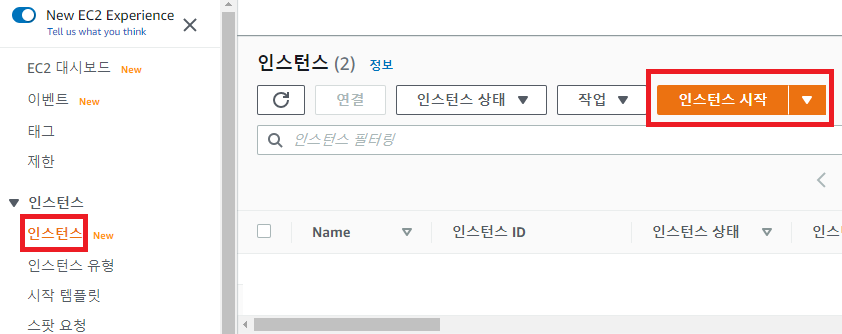 New EC2 Experience
Tell us what you think
EC2 대시보드 New
이벤트 New
태그
제한
인스턴스
인스턴스 New
인스턴스 유형
시작 템플릿
스팟 요청
인스턴스 (2) 정보
연결 인스턴스 상태 작업 인스턴스 시작
인스턴스 필터링
Name 인스턴스 ID 인스턴스 상태 인스